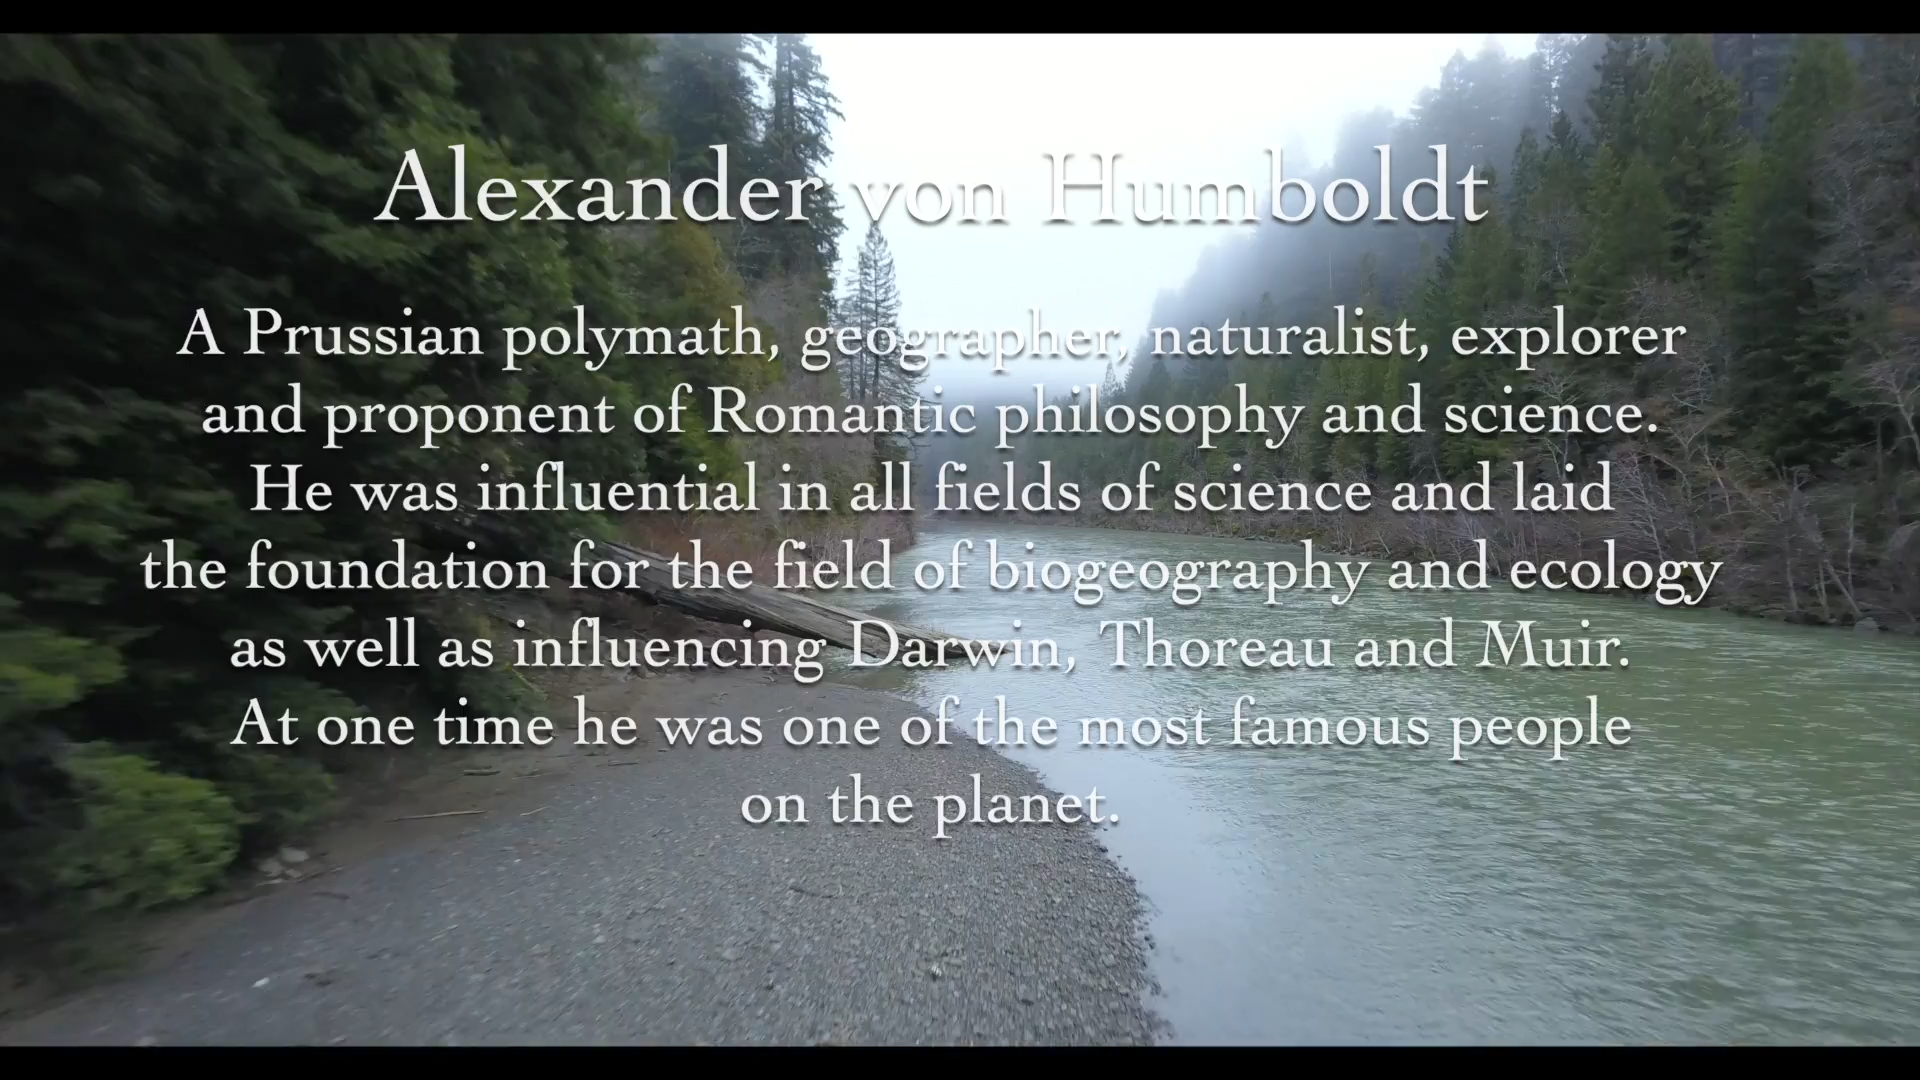 Alexander von Humboldt
A Prussian polymath, geographer, naturalist, explorer
and proponent of Romantic philosophy and science.
He was influential in all fields of science and laid
the foundation for the field of biogeography and ecology
as well as influencing Darwin, Thoreau and Muir.
At one time he was one of the most famous people
on the planet.